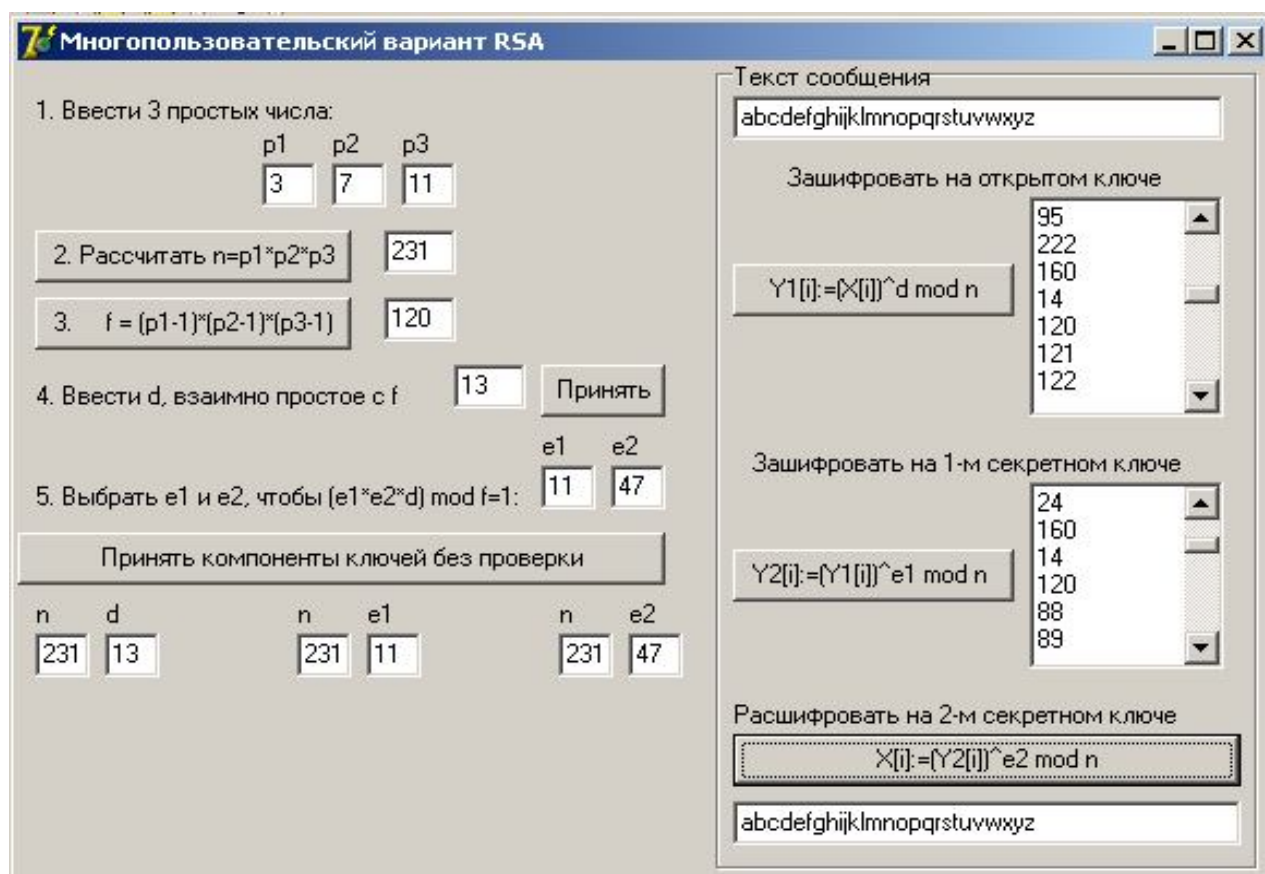 Многопользовательский вариант RSA
1. Ввести 3 простых числа:
p1 p2 p3
3 7 11
2. Рассчитать n=p1*p2*p3 231
3. f = (p1-1)*(p2-1)*(p3-1) 120
4. Ввести d, взаимно простое с f 13 Принять
e1 e2
5. Выбрать e1 и e2, чтобы (e1*e2*d) mod f=1: 11 47
Принять компоненты ключей без проверки
n d n e1 n e2
231 13 231 11 231 47
Текст сообщения
abcdefghijklmnopqrstuvwxyz
Зашифровать на открытом ключе
Y1[i]:=(X[i])^d mod n
95
222
160
14
120
121
122
Зашифровать на 1-м секретном ключе
Y2[i]:=(Y1[i])^e1 mod n
24
160
14
120
88
89
Расшифровать на 2-м секретном ключе
X[i]:=(Y2[i])^e2 mod n
abcdefghijklmnopqrstuvwxyz